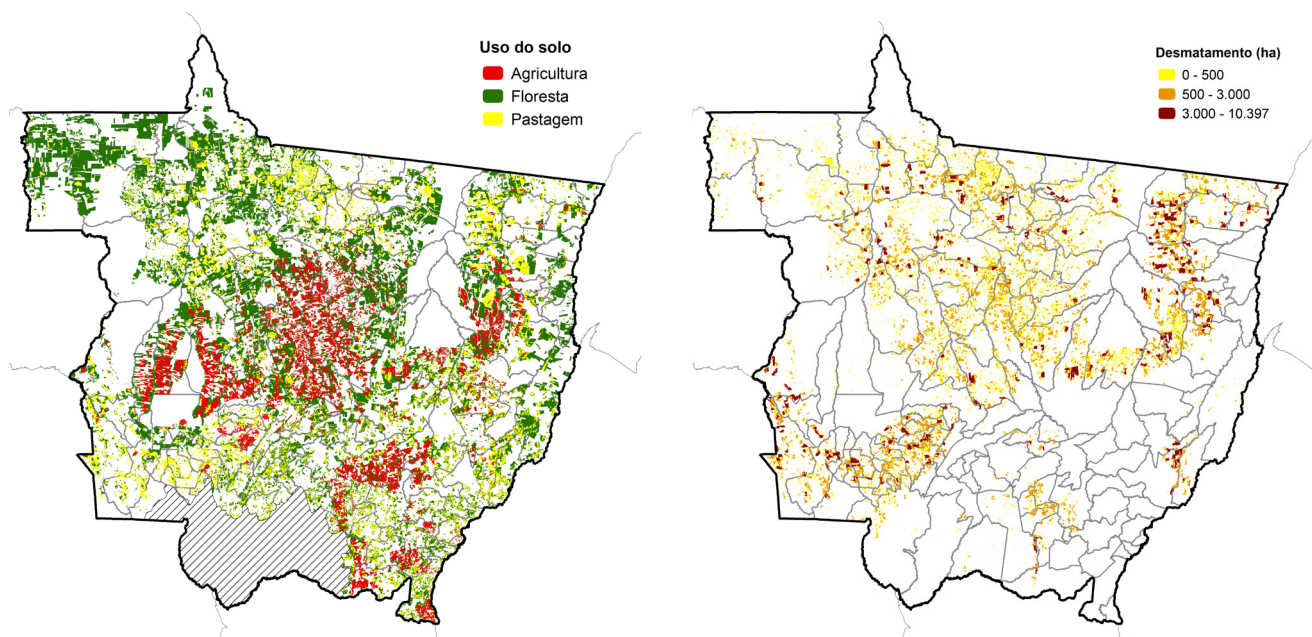 Uso do solo
Agricultura
Floresta
Pastagem
Desmatamento (ha)
0 - 500
500 - 3.000
3.000 - 10.397